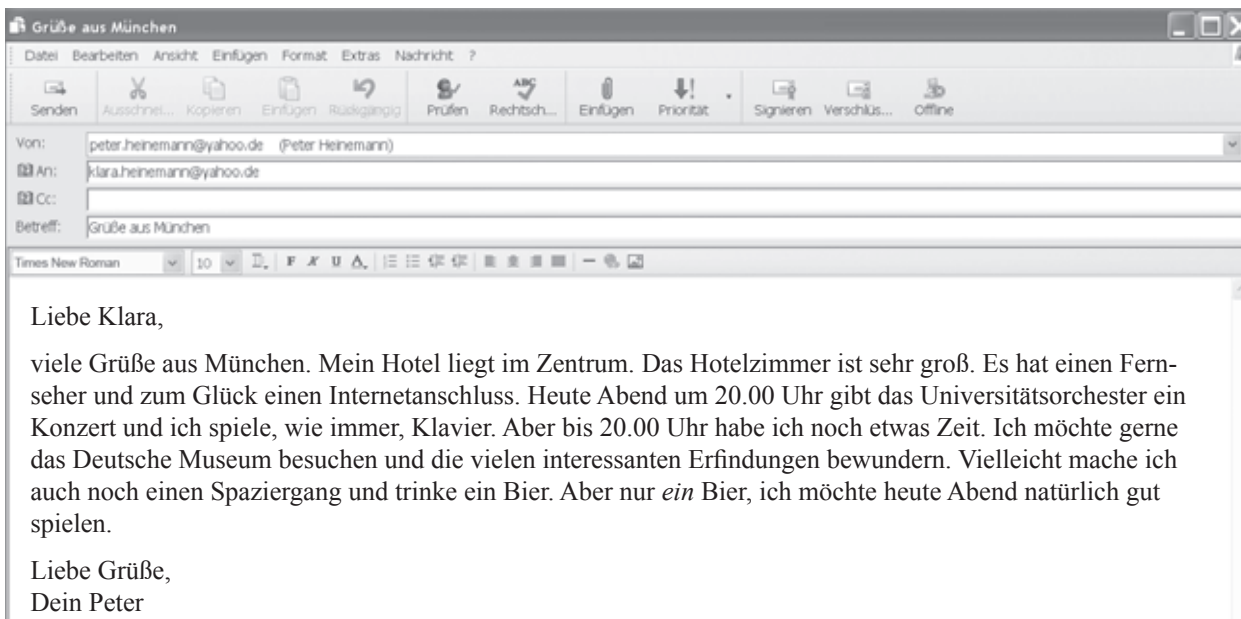 Grüße aus München
Datei Bearbeiten Ansicht Einfügen Format Extras Nachricht ?
Senden Ausschnei... Kopieren Einfügen Rückgängig Prüfen Rechtsch... Einfügen Priorität Signieren Verschlüs... Offline
Von: peter.heinemann@yahoo.de (Peter Heinemann)
An: klara.heinemann@yahoo.de
Cc:
Betreff: Grüße aus München
Times New Roman 10 F K U A
Liebe Klara,
viele Grüße aus München. Mein Hotel liegt im Zentrum. Das Hotelzimmer ist sehr groß. Es hat einen Fern-
seher und zum Glück einen Internetanschluss. Heute Abend um 20.00 Uhr gibt das Universitätsorchester ein
Konzert und ich spiele, wie immer, Klavier. Aber bis 20.00 Uhr habe ich noch etwas Zeit. Ich möchte gerne
das Deutsche Museum besuchen und die vielen interessanten Erfindungen bewundern. Vielleicht mache ich
auch noch einen Spaziergang und trinke ein Bier. Aber nur ein Bier, ich möchte heute Abend natürlich gut
spielen.
Liebe Grüße,
Dein Peter